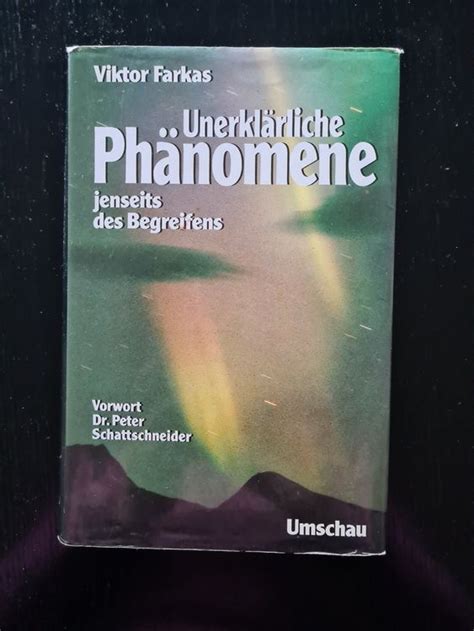 Viktor Farkas
Unerklärliche
Phänomene
jenseits
des Begreifens
Vorwort
Dr. Peter
Schattschneider
Umschau